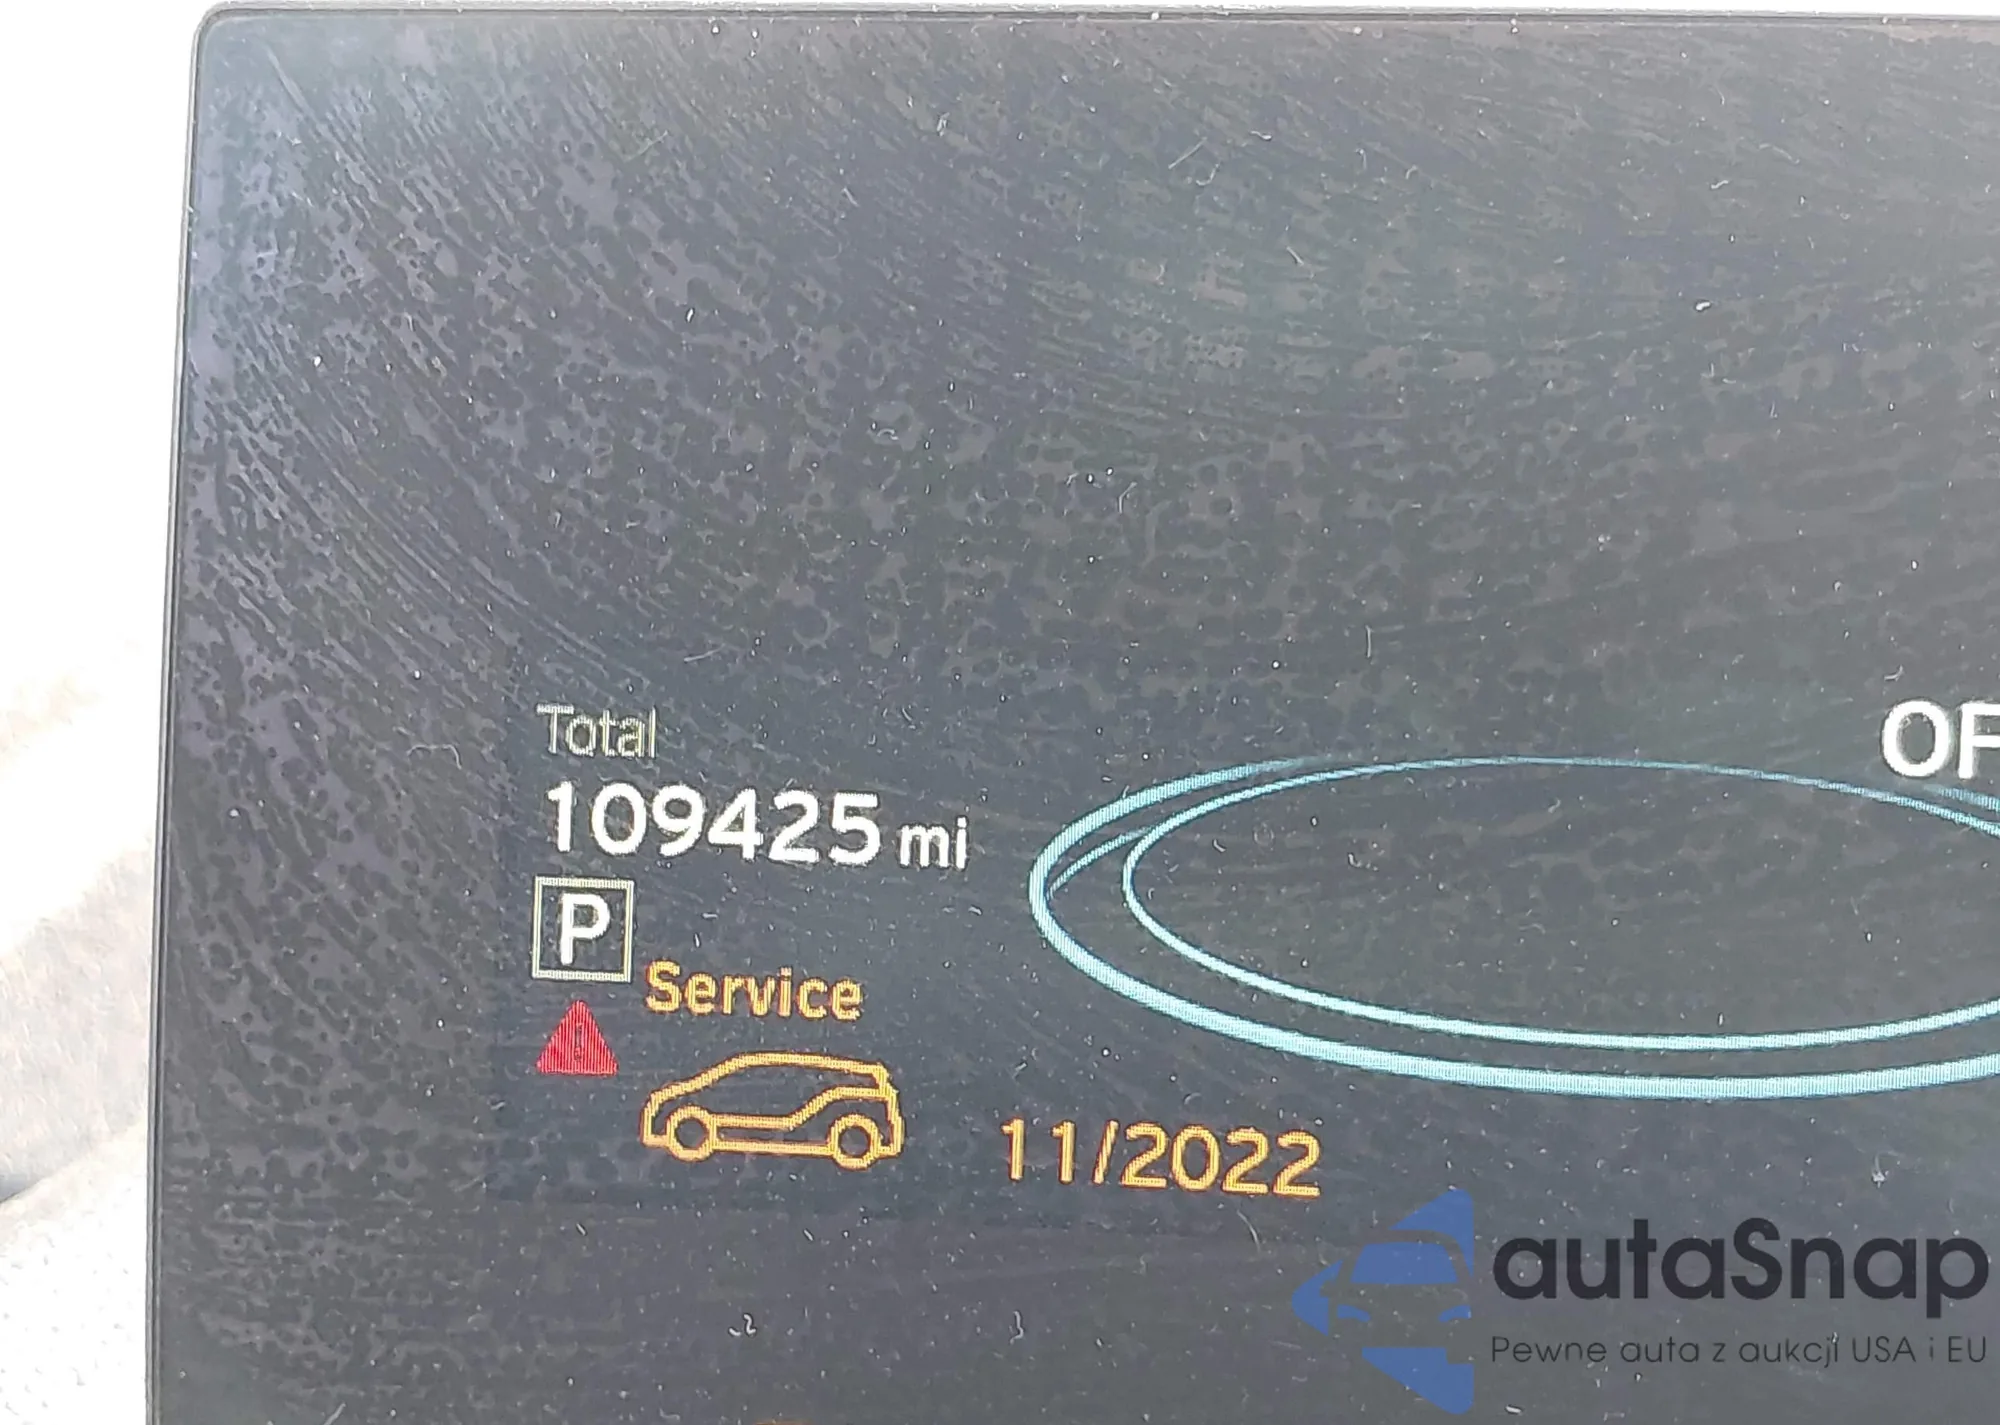 Total
109425 mi
P
Service
11/2022
OF
autaSnap
Pewne auta z aukcji USA i EU